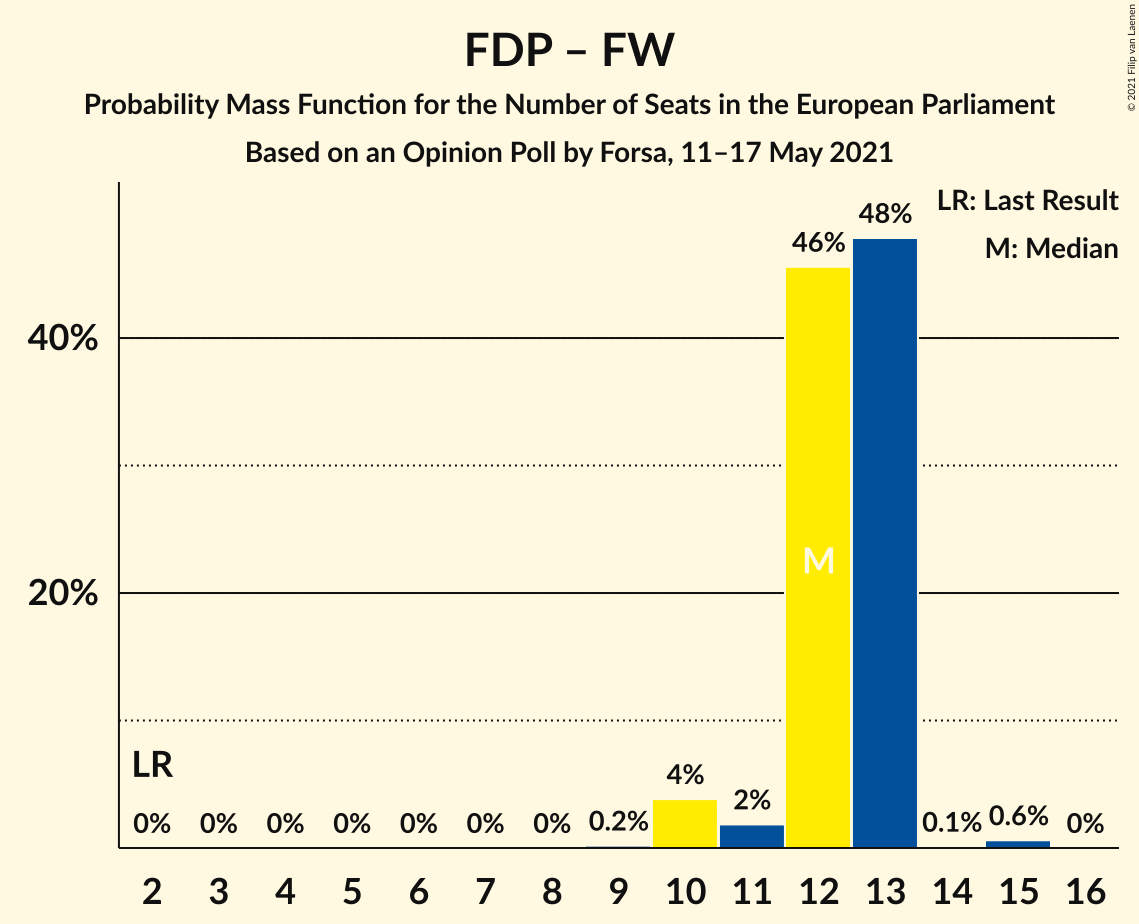 FDP – FW
Probability Mass Function for the Number of Seats in the European Parliament
Based on an Opinion Poll by Forsa, 11–17 May 2021
© 2021 Filip van Laenen
LR: Last Result
M: Median
48%
46%
40%
M
20%
LR
4%
2%
0% 0% 0% 0% 0% 0% 0% 0.2% 0.1% 0.6% 0%
2 3 4 5 6 7 8 9 10 11 12 13 14 15 16